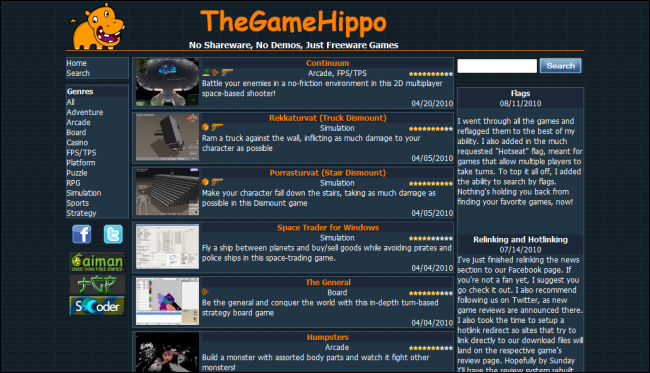 TheGameHippo
No Shareware, No Demos, Just Freeware Games
Home
Search
Genres
All
Adventure
Arcade
Board
Casino
FPS/TPS
Platform
Puzzle
RPG
Simulation
Sports
Strategy
Caiman
OVER 3000 FREE GAMES
TGP
Coder
Continuum
Arcade, FPS/TPS
Battle your enemies in a no-friction environment in this 2D multiplayer
space-based shooter!
04/20/2010
Rekkaturvat (Truck Dismount)
Simulation
Ram a truck against the wall, inflicting as much damage to your
character as possible
04/05/2010
Porrasturvat (Stair Dismount)
Simulation
Make your character fall down the stairs, taking as much damage as
possible in this Dismount game
04/05/2010
Space Trader for Windows
Simulation
Fly a ship between planets and buy/sell goods while avoiding pirates and
police ships in this space-trading game.
04/04/2010
The General
Board
Be the general and conquer the world with this in-depth turn-based
strategy board game
04/04/2010
Humpsters
Arcade
Build a monster with assorted body parts and watch it fight other
monsters!
Search
Flags
08/11/2010
I went through all the games and
reflagged them to the best of my
ability. I also added in the much
requested "Hotseat" flag, meant for
games that allow multiple players to
take turns. To top it all off, I added
the ability to search by flags.
Nothing's holding you back from
finding your favorite games, now!
Relinking and Hotlinking
07/14/2010
I've just finished relinking the news
section to our Facebook page. If
you're not a fan yet, I suggest you
go check it out. I also recommend
following us on Twitter, as new
game reviews are announced there.
I also took the time to setup a
hotlink redirect so sites that try to
link directly to our download files will
land on the respective game's
review page. Hopefully by Sunday
I'll have the review system rebuilt